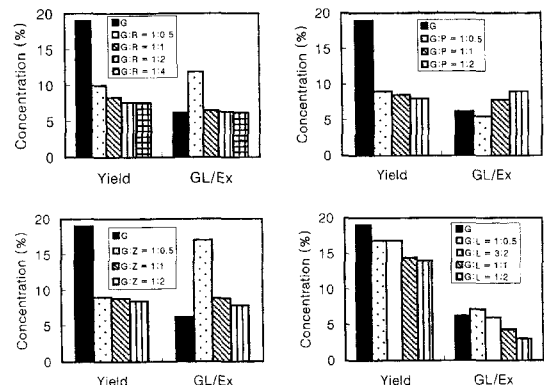 Concentration (%)
20
15
10
5
0
G
G:R = 1:0.5
G:R = 1:1
G:R = 1:2
G:R = 1:4
Yield
GL/Ex
Concentration (%)
20
15
10
5
0
G
G:P = 1:0.5
G:P = 1:1
G:P = 1:2
Yield
GL/Ex
Concentration (%)
20
15
10
5
0
G
G:Z = 1:0.5
G:Z = 1:1
G:Z = 1:2
Yield
GL/Ex
Concentration (%)
20
15
10
5
0
G
G:L = 1:0.5
G:L = 3:2
G:L = 1:1
G:L = 1:2
Yield
GL/Ex